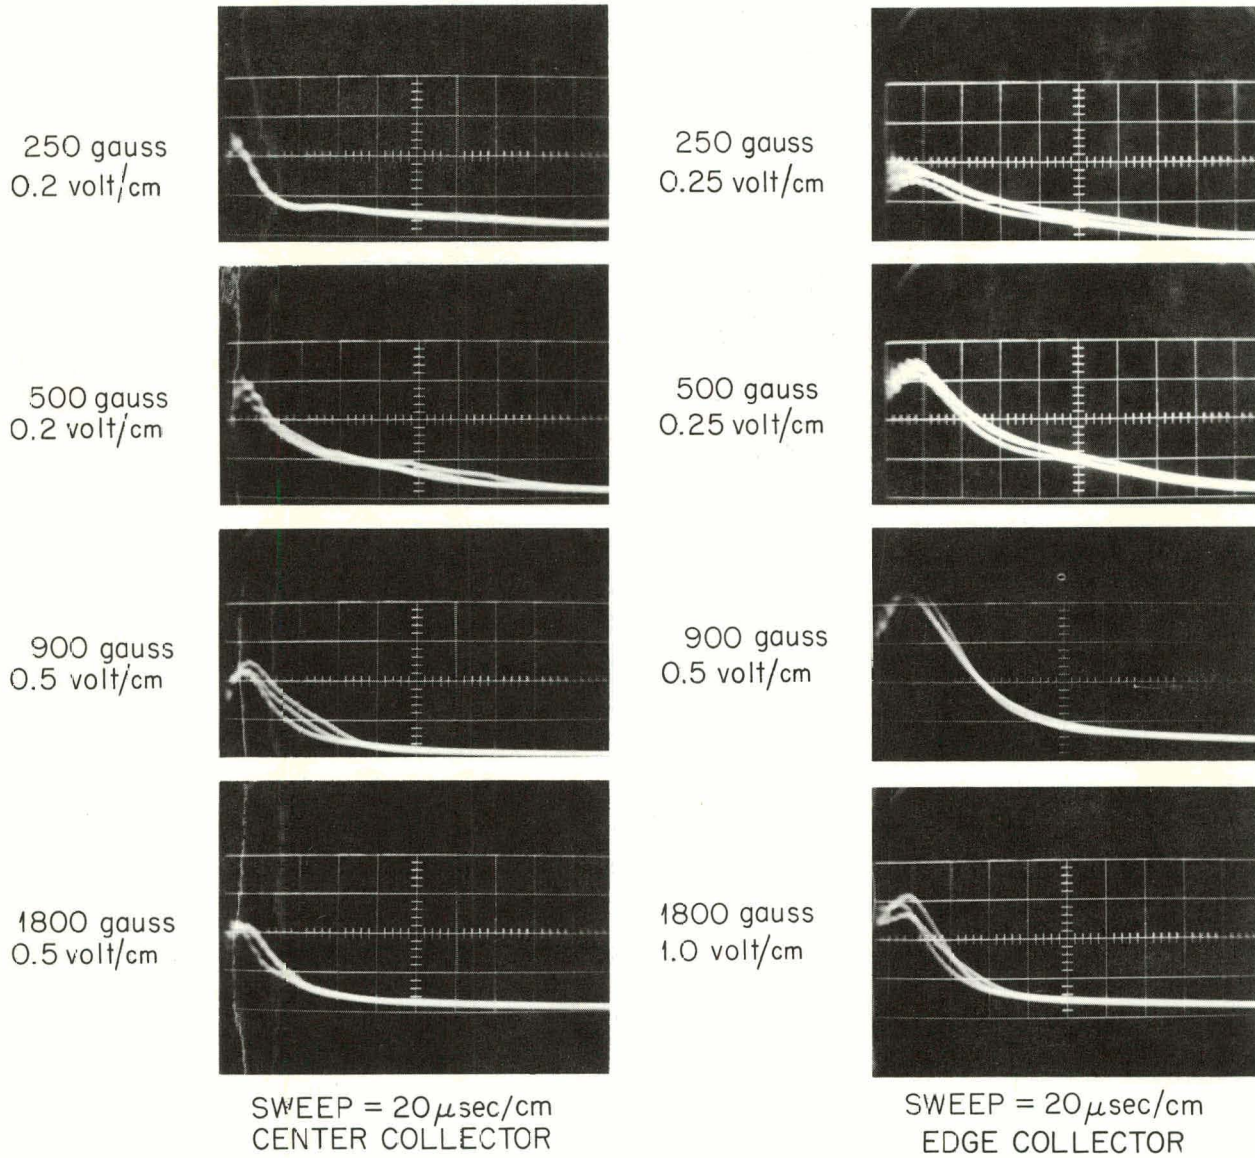 250 gauss
0.2 volt/cm
250 gauss
0.25 volt/cm
500 gauss
0.2 volt/cm
500 gauss
0.25 volt/cm
900 gauss
0.5 volt/cm
900 gauss
0.5 volt/cm
1800 gauss
0.5 volt/cm
1800 gauss
1.0 volt/cm
SWEEP = 20 μsec/cm
CENTER COLLECTOR
SWEEP = 20 μsec/cm
EDGE COLLECTOR